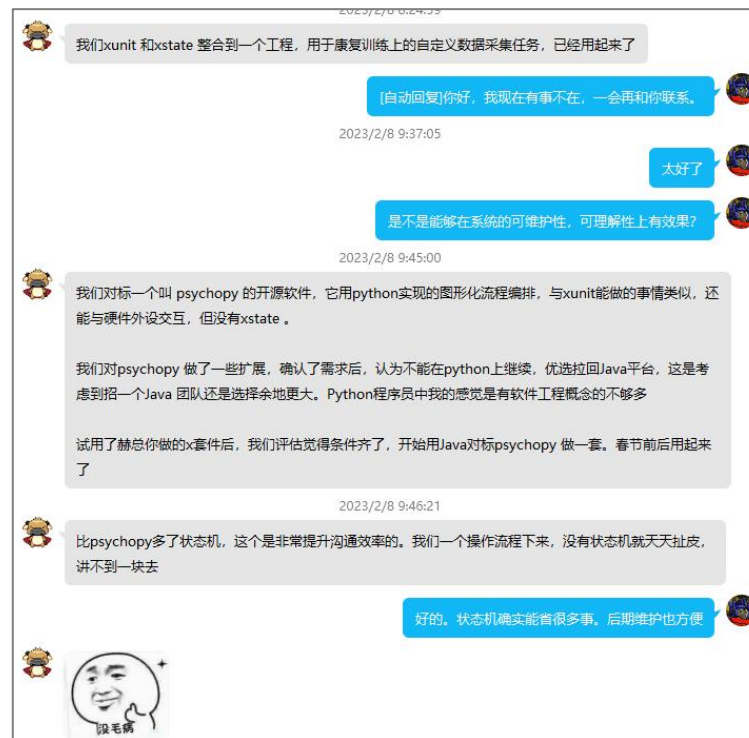 2023/2/8 8:24:59
我们xunit 和xstate 整合到一个工程，用于康复训练上的自定义数据采集任务，已经用起来了
[自动回复]你好，我现在有事不在，一会再和你联系。
2023/2/8 9:37:05
太好了
是不是能够在系统的可维护性，可理解性上有效果？
2023/2/8 9:45:00
我们对标一个叫 psychopy 的开源软件，它用python实现的图形化流程编排，与xunit能做的事情类似，还
能与硬件外设交互，但没有xstate 。
我们对psychopy 做了一些扩展，确认了需求后，认为不能在python上继续，优选拉回Java平台，这是考
虑到招一个Java 团队还是选择余地更大。Python程序员中我的感觉是有软件工程概念的不够多
试用了赫总你做的x套件后，我们评估觉得条件齐了，开始用Java对标psychopy 做一套。春节前后用起来
了
2023/2/8 9:46:21
比psychopy多了状态机，这个是非常提升沟通效率的。我们一个操作流程下来，没有状态机就天天扯皮，
讲不到一块去
好的。状态机确实能省很多事。后期维护也方便
没毛病